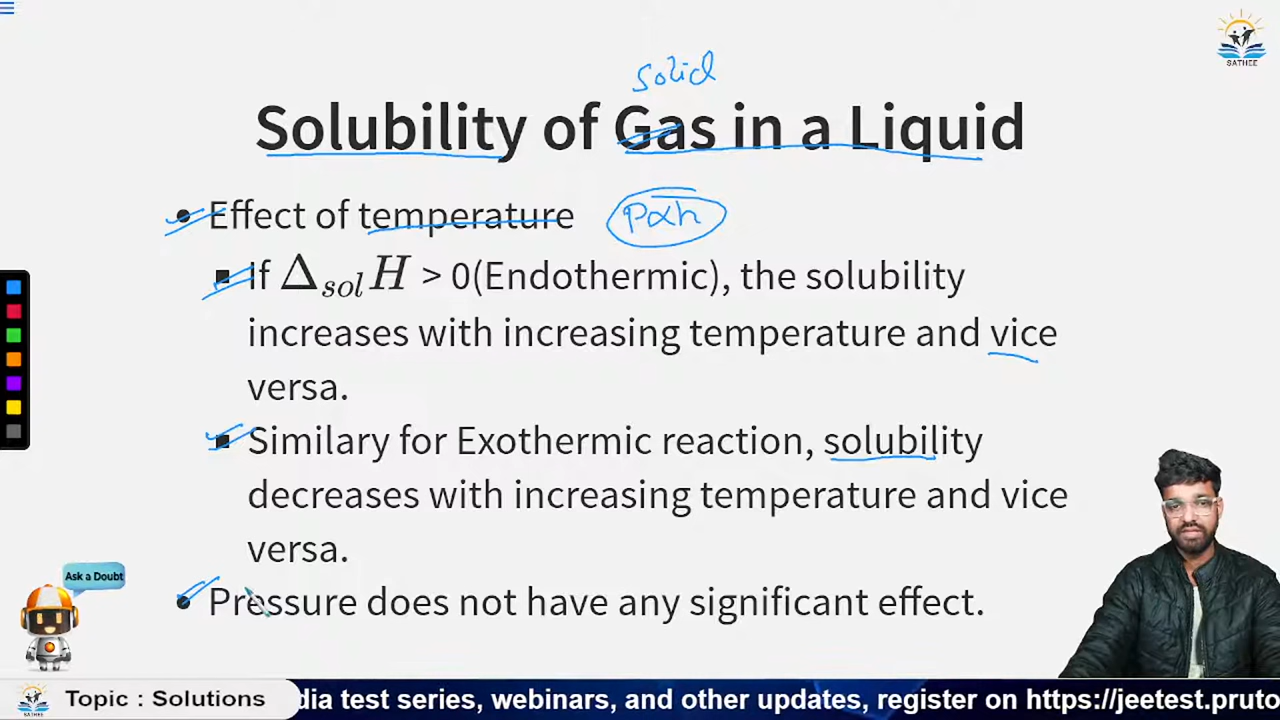 SATHEE
solid
Solubility of Gas in a Liquid
Effect of temperature P∝n
If Δ_sol H > 0(Endothermic), the solubility
increases with increasing temperature and vice
versa.
Similary for Exothermic reaction, solubility
decreases with increasing temperature and vice
versa.
Ask a Doubt
Pressure does not have any significant effect.
SATHEE
Topic : Solutions dia test series, webinars, and other updates, register on https://jeetest.pruto